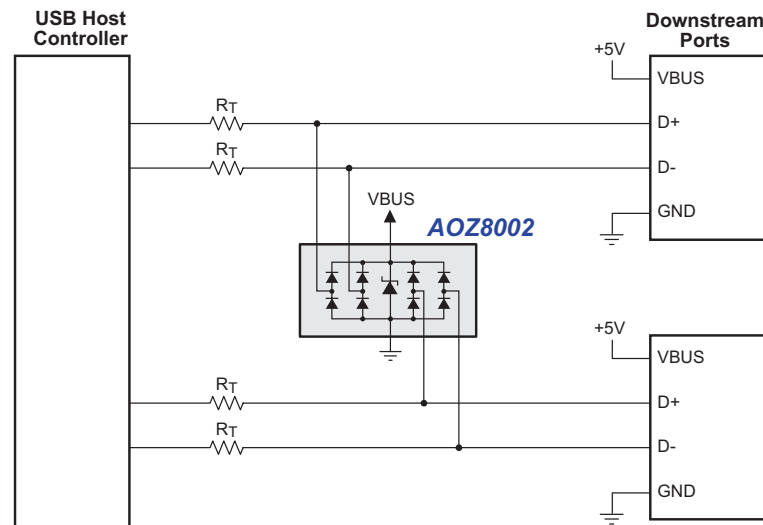 USB Host
Controller
Downstream
Ports
+5V
VBUS
RT
D+
RT
D-
VBUS
GND
AOZ8002
+5V
VBUS
RT
D+
RT
D-
GND